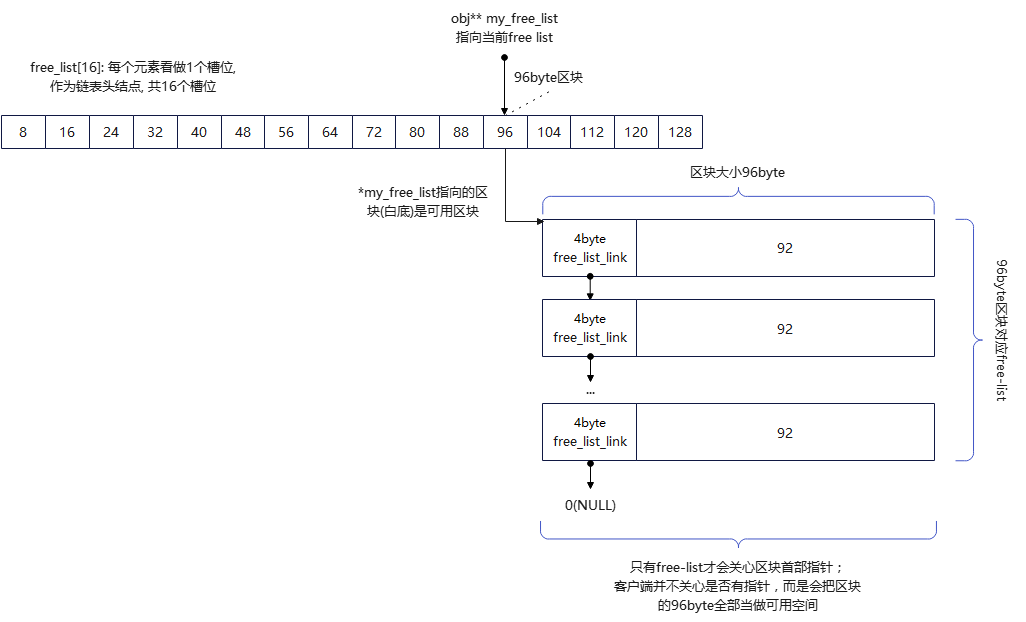 obj** my_free_list
指向当前free list
free_list[16]: 每个元素看做1个槽位,
作为链表头结点, 共16个槽位
96byte区块
8 16 24 32 40 48 56 64 72 80 88 96 104 112 120 128
区块大小96byte
*my_free_list指向的区
块(白底)是可用区块
4byte
free_list_link
92
4byte
free_list_link
92
...
4byte
free_list_link
92
0(NULL)
96byte区块对应free-list
只有free-list才会关心区块首部指针；
客户端并不关心是否有指针，而是会把区块
的96byte全部当做可用空间